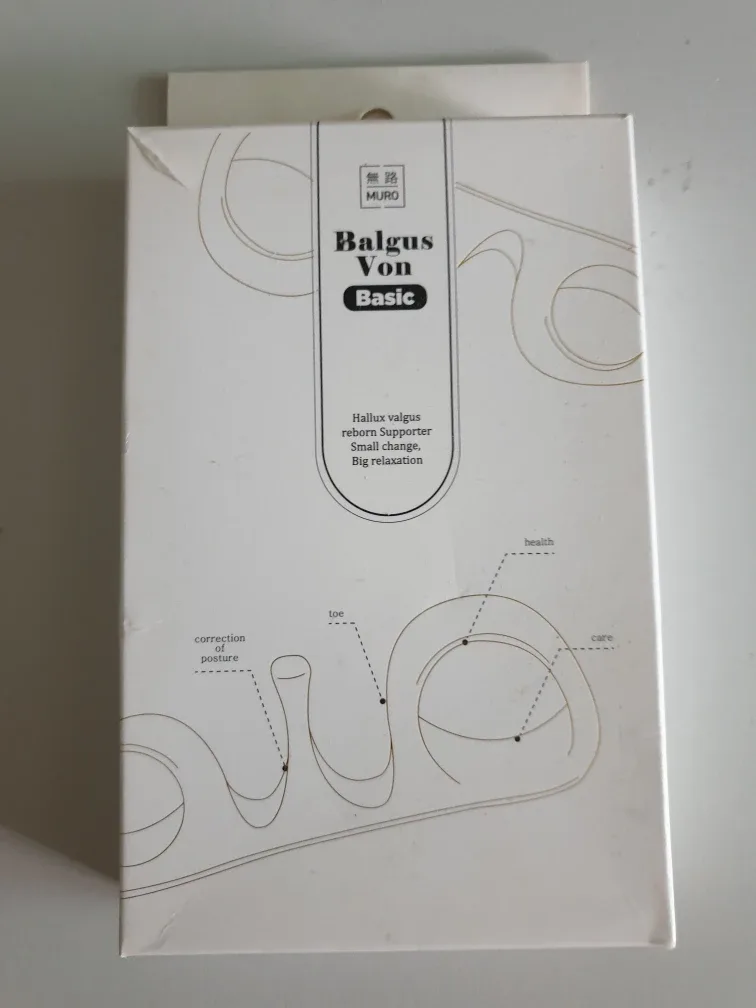 無路
MURO
Balgus
Von
Basic
Hallux valgus
reborn Supporter
Small change,
Big relaxation
health
toe
care
correction
of
posture